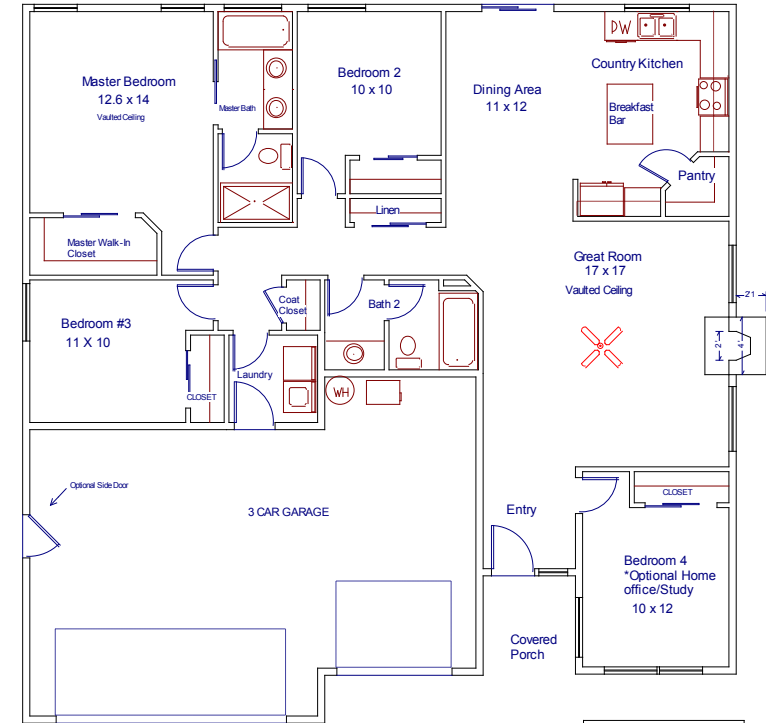 Master Bedroom
12.6 x 14
Vaulted Ceiling
Master Bath
Bedroom 2
10 x 10
Dining Area
11 x 12
DW
Country Kitchen
Breakfast
Bar
Pantry
Linen
Master Walk-In
Closet
Great Room
17 x 17
Vaulted Ceiling
2'1
2'
4'
Bedroom #3
11 X 10
CLOSET
Coat
Closet
Bath 2
Laundry
WH
Optional Side Door
3 CAR GARAGE
Entry
CLOSET
Bedroom 4
*Optional Home
office/Study
10 x 12
Covered
Porch